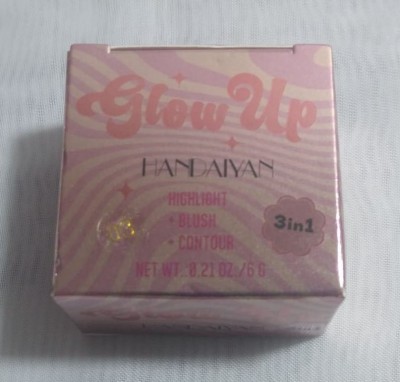 Glow Up
HANDAIYAN
HIGHLIGHT
+ BLUSH
+ CONTOUR
3in1
NET WT. 0.21 OZ./6 G